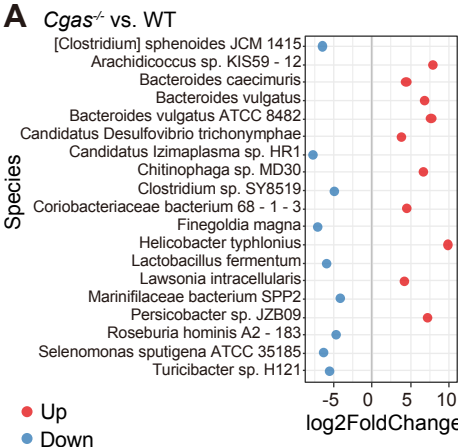 A Cgas-/- vs. WT
[Clostridium] sphenoides JCM 1415
Arachidicoccus sp. KIS59 - 12
Bacteroides caecimuris
Bacteroides vulgatus
Bacteroides vulgatus ATCC 8482
Candidatus Desulfovibrio trichonymphae
Candidatus Izimaplasma sp. HR1
Chitinophaga sp. MD30
Clostridium sp. SY8519
Coriobacteriaceae bacterium 68 - 1 - 3
Finegoldia magna
Helicobacter typhlonius
Lactobacillus fermentum
Lawsonia intracellularis
Marinifilaceae bacterium SPP2
Persicobacter sp. JZB09
Roseburia hominis A2 - 183
Selenomonas sputigena ATCC 35185
Turicibacter sp. H121
Species
-5 0 5 10
log2FoldChange
Up
Down